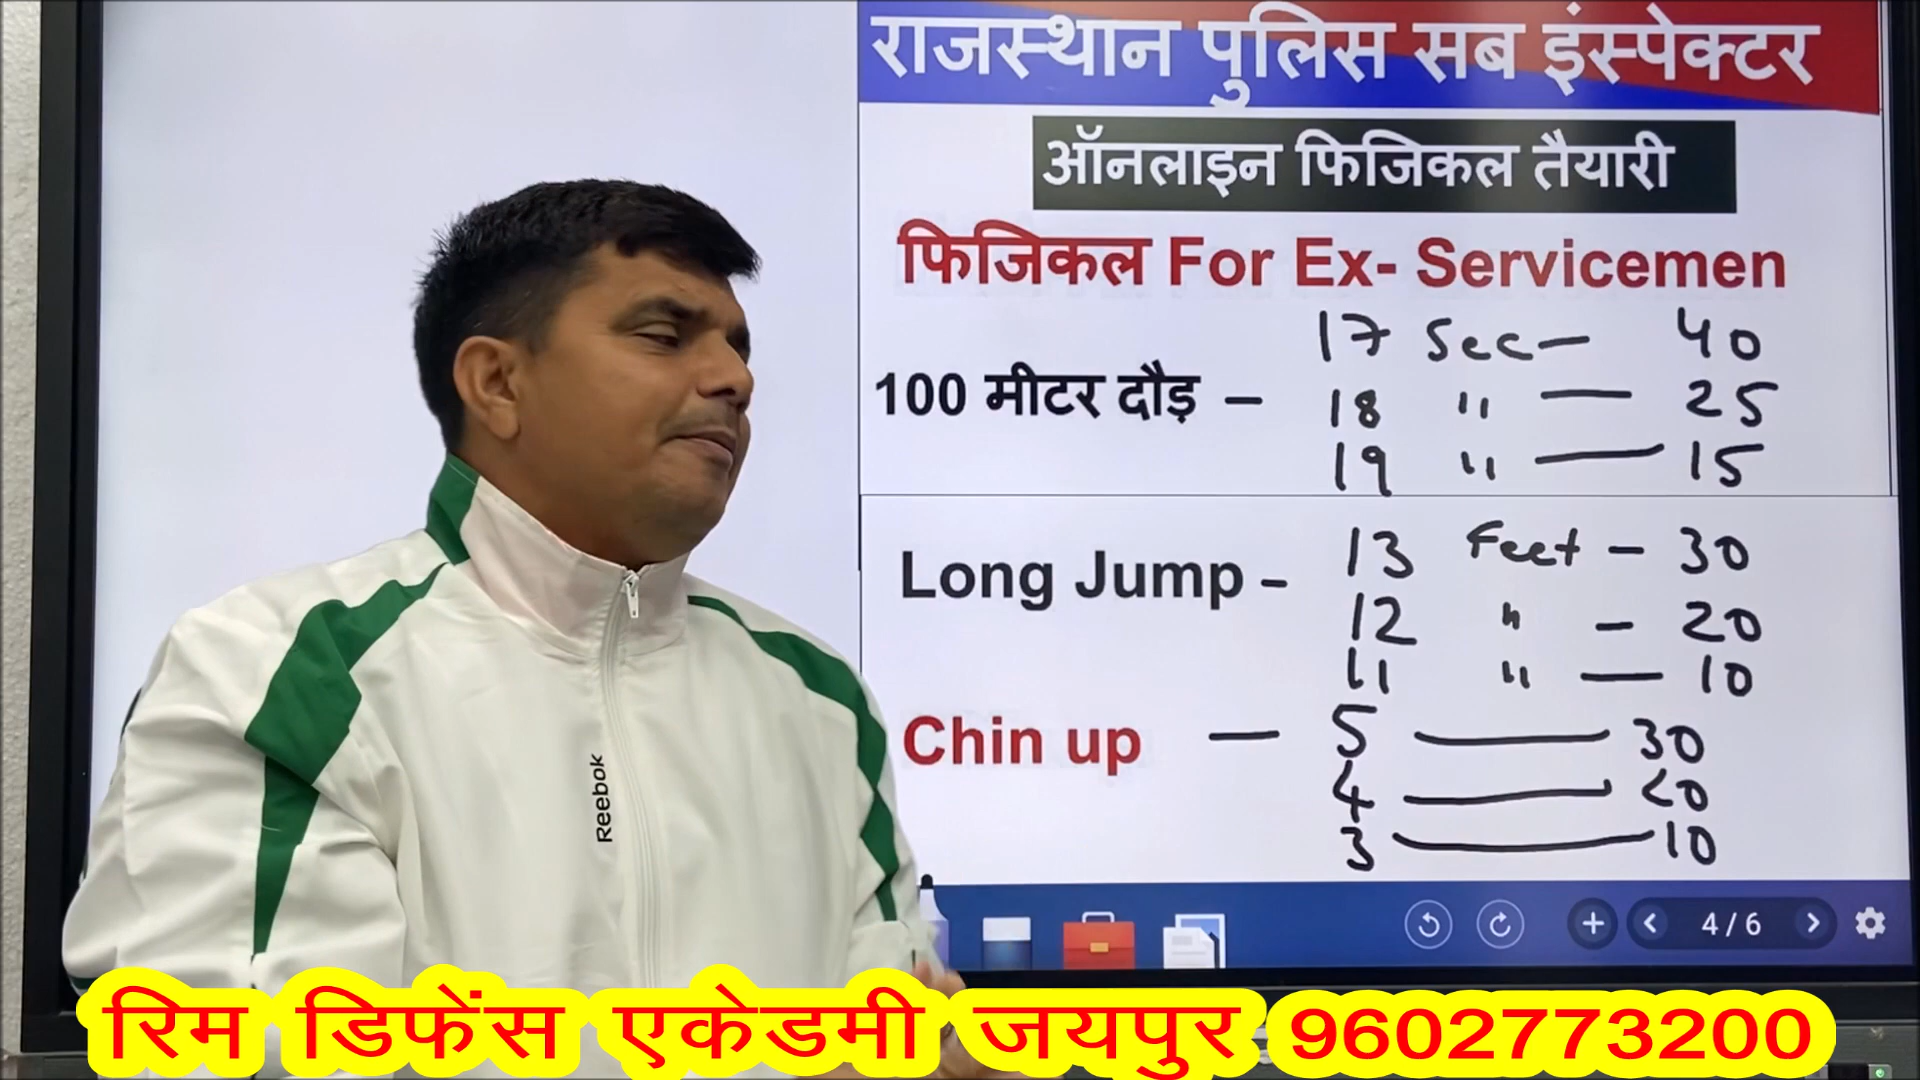 राजस्थान पुलिस सब इंस्पेक्टर
ऑनलाइन फिजिकल तैयारी
फिजिकल For Ex- Servicemen
17 Sec — 40
100 मीटर दौड़ – 18 " — 25
19 " — 15
Long Jump - 13 Feet - 30
12 " - 20
11 " — 10
Chin up — 5 — 30
4 — 20
3 — 10
Reebok
4 / 6
रिम डिफेंस एकेडमी जयपुर 9602773200